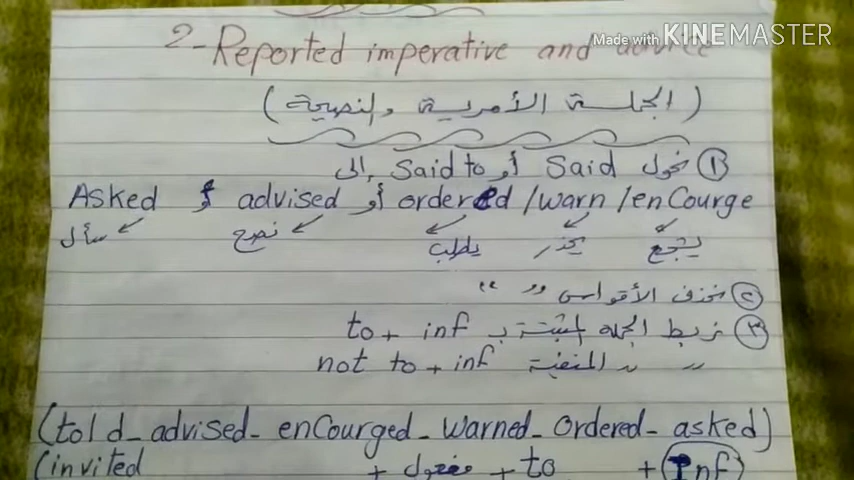 Made with KINEMASTER
2- Reported imperative and advice
(الجملة الأمرية والنصيحة)
① نحول Said أو Said to إلى
Asked أو advised أو ordered /warn /enCourge
يشجع يحذر يطلب نصح سأل
② نحذف الأقواس " "
③ نربط الجملة المثبتة بـ to + inf
〃 〃 المنفية not to + inf
(told - advised - enCourged - warned - ordered - asked)
(invited + مفعول + to + Inf)